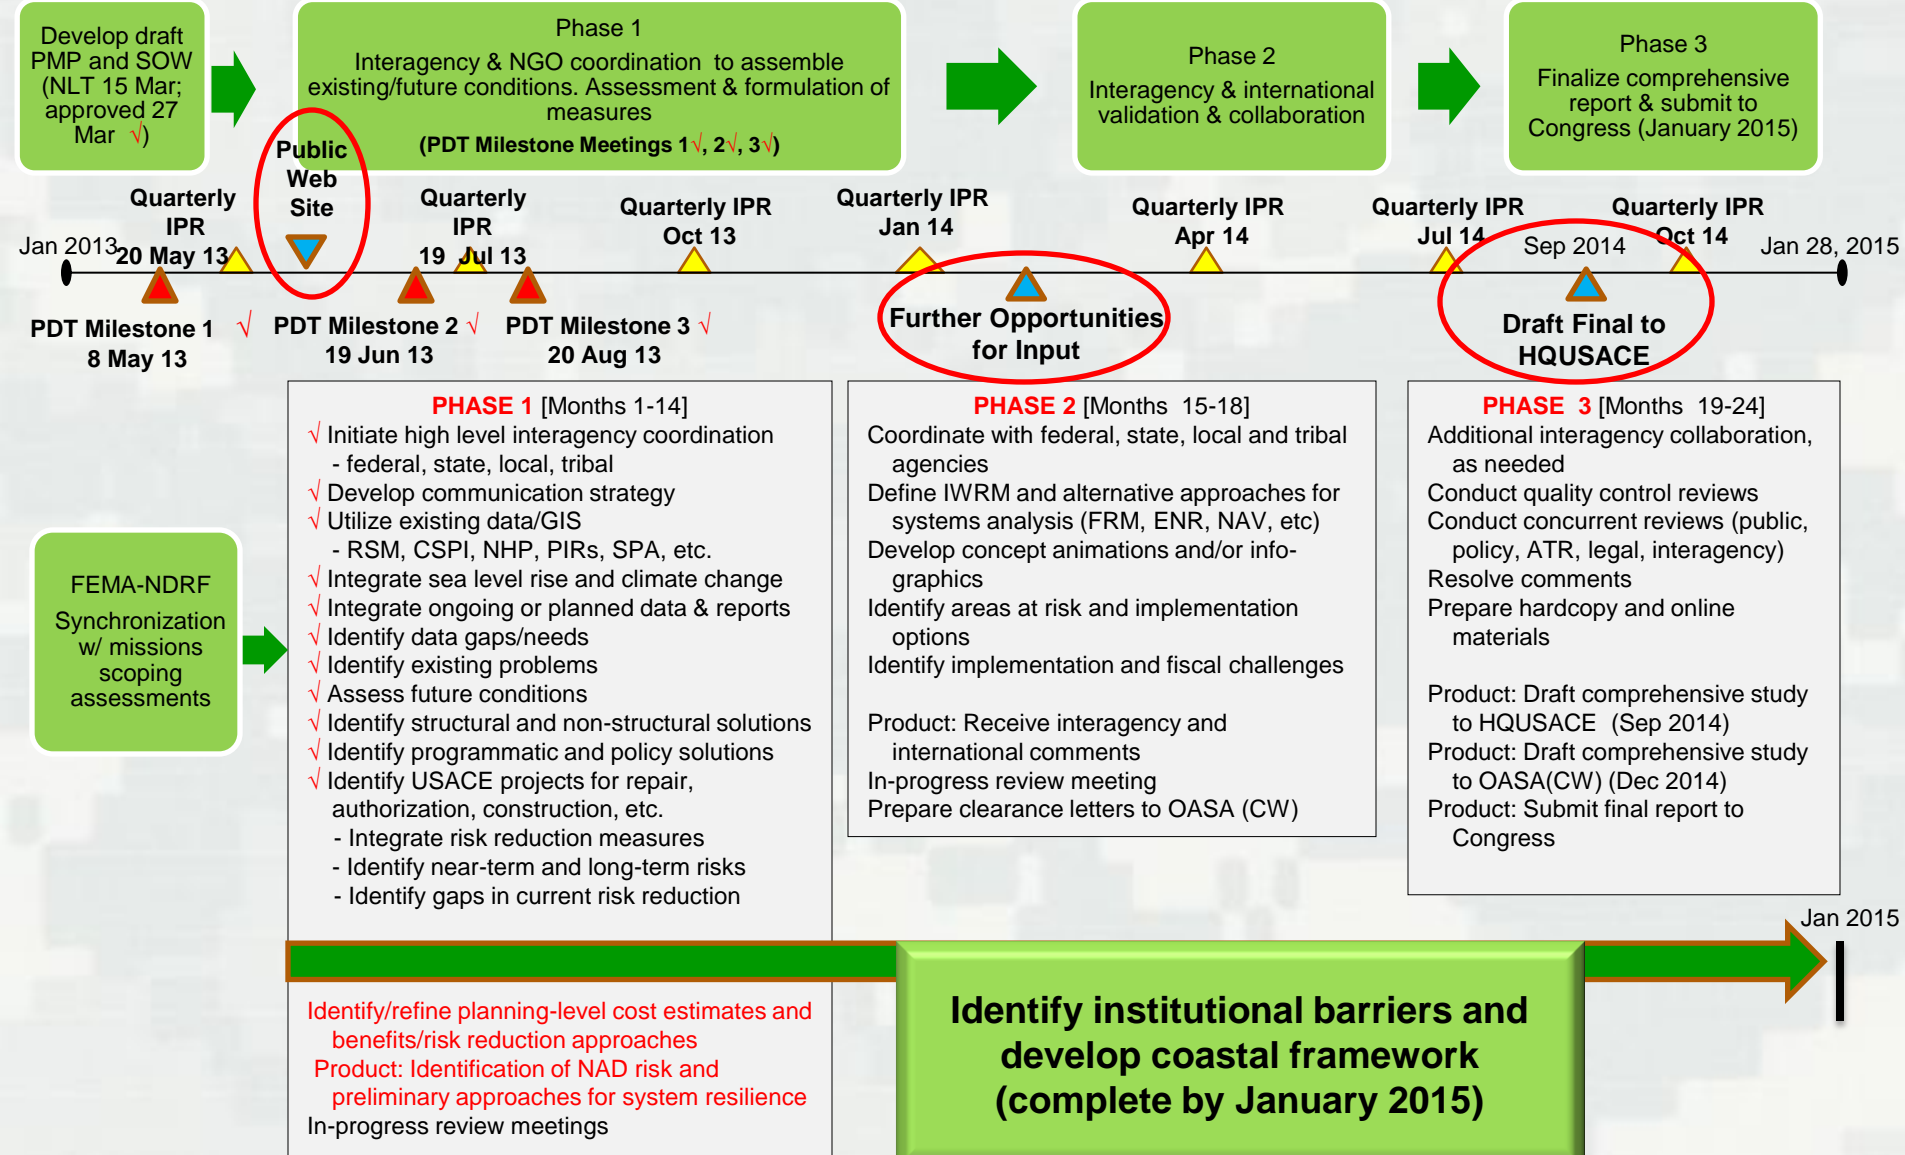 Develop draft
PMP and SOW
(NLT 15 Mar;
approved 27
Mar √)
Phase 1
Interagency & NGO coordination to assemble
existing/future conditions. Assessment & formulation of
measures
(PDT Milestone Meetings 1√, 2√, 3√)
Phase 2
Interagency & international
validation & collaboration
Phase 3
Finalize comprehensive
report & submit to
Congress (January 2015)
Jan 2013
Quarterly
IPR
20 May 13
Public
Web
Site
Quarterly
IPR
19 Jul 13
Quarterly IPR
Oct 13
Quarterly IPR
Jan 14
Quarterly IPR
Apr 14
Quarterly IPR
Jul 14
Sep 2014
Quarterly IPR
Oct 14
Jan 28, 2015
PDT Milestone 1 √
8 May 13
PDT Milestone 2 √
19 Jun 13
PDT Milestone 3 √
20 Aug 13
Further Opportunities
for Input
Draft Final to
HQUSACE
FEMA-NDRF
Synchronization
w/ missions
scoping
assessments
PHASE 1 [Months 1-14]
√ Initiate high level interagency coordination
- federal, state, local, tribal
√ Develop communication strategy
√ Utilize existing data/GIS
- RSM, CSPI, NHP, PIRs, SPA, etc.
√ Integrate sea level rise and climate change
√ Integrate ongoing or planned data & reports
√ Identify data gaps/needs
√ Identify existing problems
√ Assess future conditions
√ Identify structural and non-structural solutions
√ Identify programmatic and policy solutions
√ Identify USACE projects for repair,
authorization, construction, etc.
- Integrate risk reduction measures
- Identify near-term and long-term risks
- Identify gaps in current risk reduction
Identify/refine planning-level cost estimates and
benefits/risk reduction approaches
Product: Identification of NAD risk and
preliminary approaches for system resilience
In-progress review meetings
PHASE 2 [Months 15-18]
Coordinate with federal, state, local and tribal
agencies
Define IWRM and alternative approaches for
systems analysis (FRM, ENR, NAV, etc)
Develop concept animations and/or info-
graphics
Identify areas at risk and implementation
options
Identify implementation and fiscal challenges
Product: Receive interagency and
international comments
In-progress review meeting
Prepare clearance letters to OASA (CW)
PHASE 3 [Months 19-24]
Additional interagency collaboration,
as needed
Conduct quality control reviews
Conduct concurrent reviews (public,
policy, ATR, legal, interagency)
Resolve comments
Prepare hardcopy and online
materials
Product: Draft comprehensive study
to HQUSACE (Sep 2014)
Product: Draft comprehensive study
to OASA(CW) (Dec 2014)
Product: Submit final report to
Congress
Jan 2015
Identify institutional barriers and
develop coastal framework
(complete by January 2015)